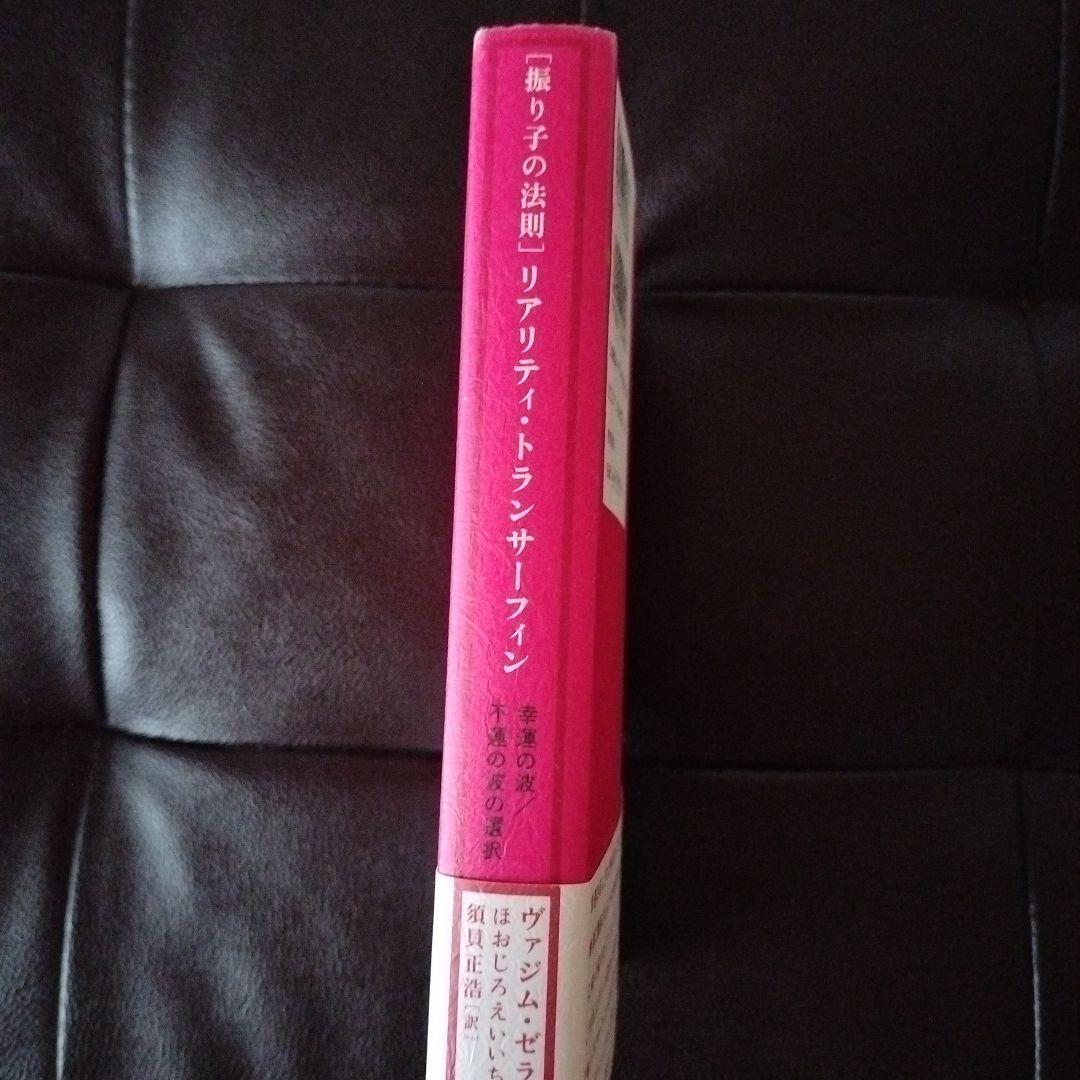 [振り子の法則]リアリティ・トランサーフィン
幸運の波／
不運の波の選択
ヴァジム・ゼラ
ほおじろえいいち
須貝正浩[訳]